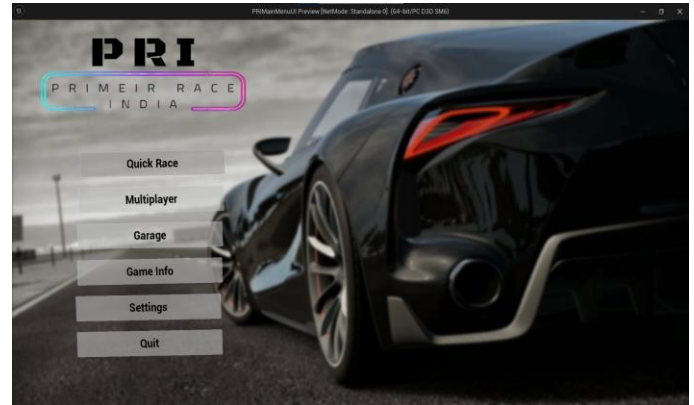 PRIMainMenuUI Preview [NetMode: Standalone 0] (64-bit/PC D3D SM6)
PRI
PRIMEIR RACE
INDIA
Quick Race
Multiplayer
Garage
Game Info
Settings
Quit